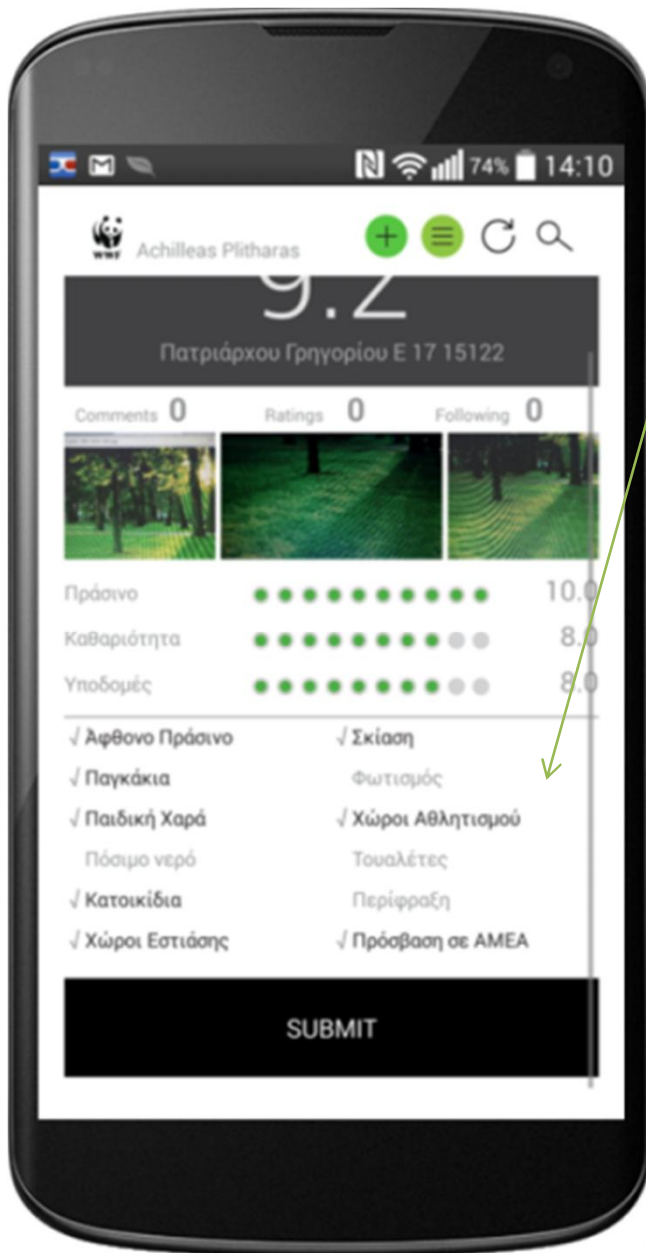 74% 14:10
WWF Achilleas Plitharas
9.2
Πατριάρχου Γρηγορίου Ε 17 15122
Comments 0 Ratings 0 Following 0
Πράσινο 10.0
Καθαριότητα 8.0
Υποδομές 8.0
√ Άφθονο Πράσινο √ Σκίαση
√ Παγκάκια Φωτισμός
√ Παιδική Χαρά √ Χώροι Αθλητισμού
Πόσιμο νερό Τουαλέτες
√ Κατοικίδια Περίφραξη
√ Χώροι Εστιάσης √ Πρόσβαση σε ΑΜΕΑ
SUBMIT